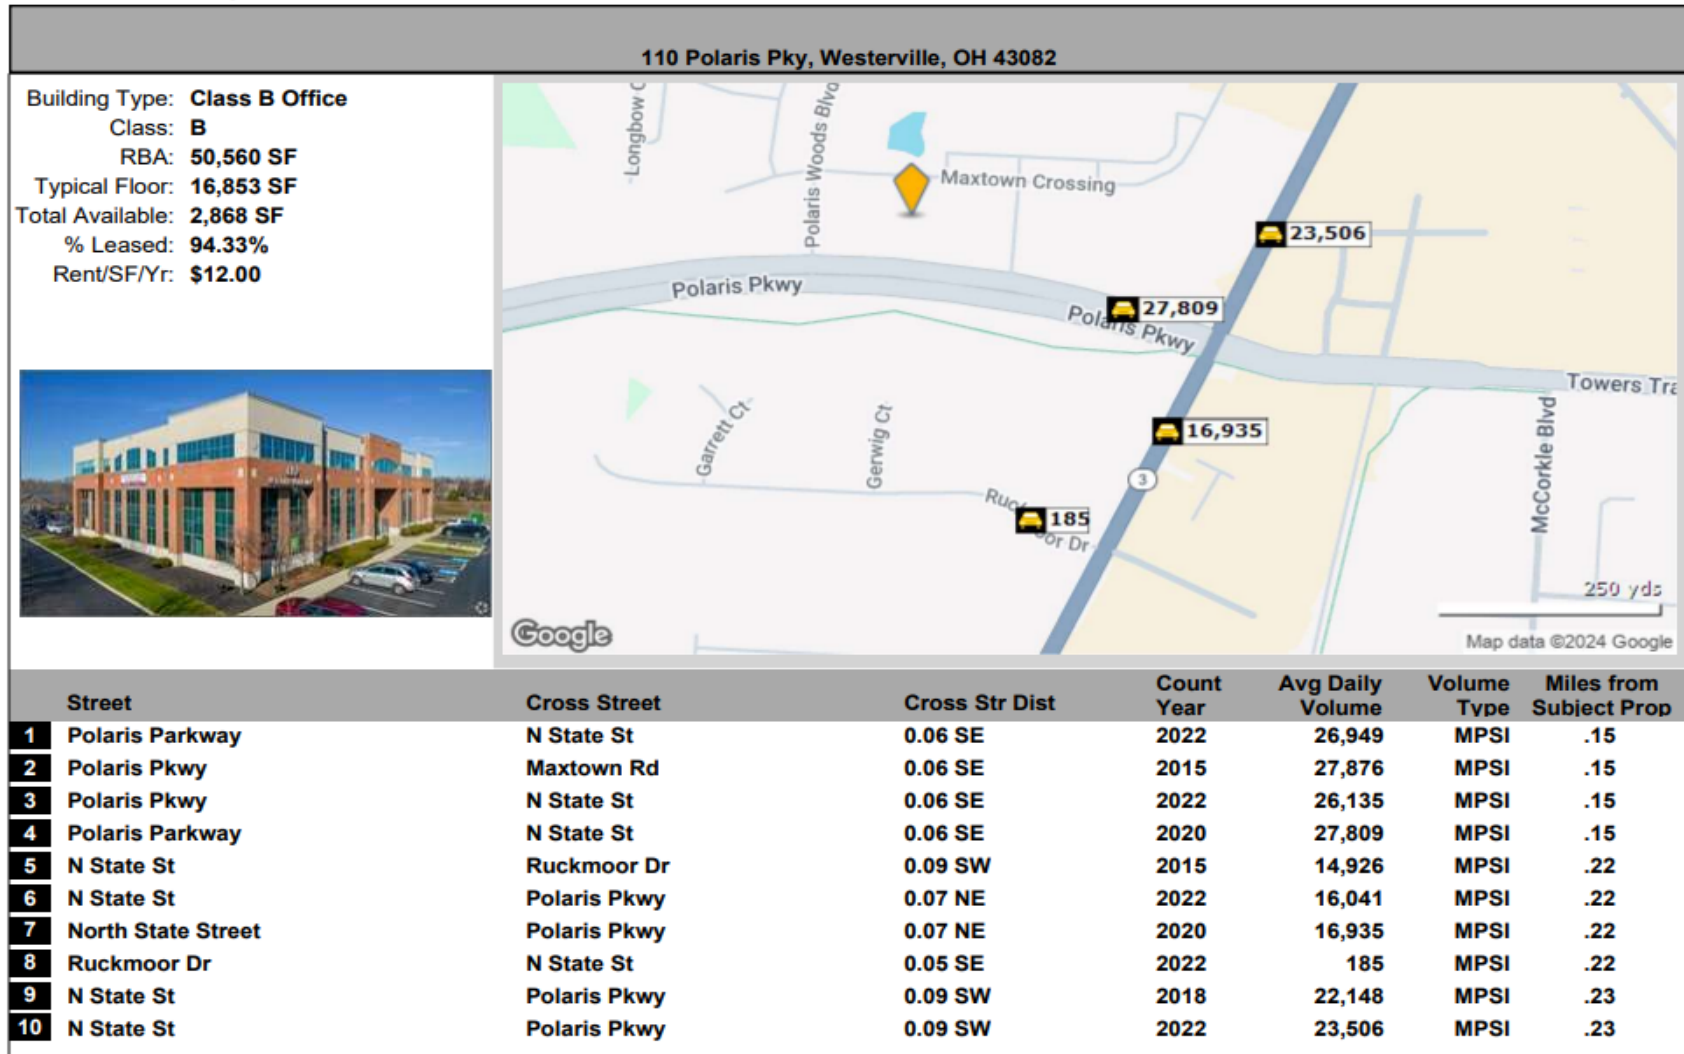 110 Polaris Pky, Westerville, OH 43082
Building Type: Class B Office
Class: B
RBA: 50,560 SF
Typical Floor: 16,853 SF
Total Available: 2,868 SF
% Leased: 94.33%
Rent/SF/Yr: $12.00
Longbow C
Polaris Woods Blvd
Maxtown Crossing
23,506
Polaris Pkwy
27,809
Polaris Pkwy
Towers Tra
16,935
Garrett Ct
Gerwig Ct
McCorkle Blvd
3
185
or Dr
250 yds
Google
Map data ©2024 Google
Street Cross Street Cross Str Dist Count Year Avg Daily Volume Volume Type Miles from Subject Prop
1 Polaris Parkway N State St 0.06 SE 2022 26,949 MPSI .15
2 Polaris Pkwy Maxtown Rd 0.06 SE 2015 27,876 MPSI .15
3 Polaris Pkwy N State St 0.06 SE 2022 26,135 MPSI .15
4 Polaris Parkway N State St 0.06 SE 2020 27,809 MPSI .15
5 N State St Ruckmoor Dr 0.09 SW 2015 14,926 MPSI .22
6 N State St Polaris Pkwy 0.07 NE 2022 16,041 MPSI .22
7 North State Street Polaris Pkwy 0.07 NE 2020 16,935 MPSI .22
8 Ruckmoor Dr N State St 0.05 SE 2022 185 MPSI .22
9 N State St Polaris Pkwy 0.09 SW 2018 22,148 MPSI .23
10 N State St Polaris Pkwy 0.09 SW 2022 23,506 MPSI .23